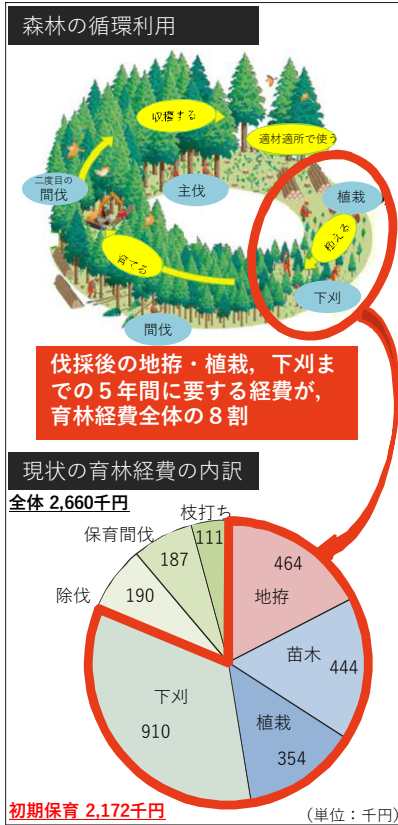 森林の循環利用
収穫する
適材適所で使う
二度目の
間伐
主伐
植栽
植える
育てる
下刈
間伐
伐採後の地拵・植栽，下刈ま
での５年間に要する経費が，
育林経費全体の８割
現状の育林経費の内訳
全体 2,660千円
枝打ち
111
保育間伐
187
464
地拵
除伐
190
苗木
444
下刈
910
植栽
354
初期保育 2,172千円
（単位：千円）